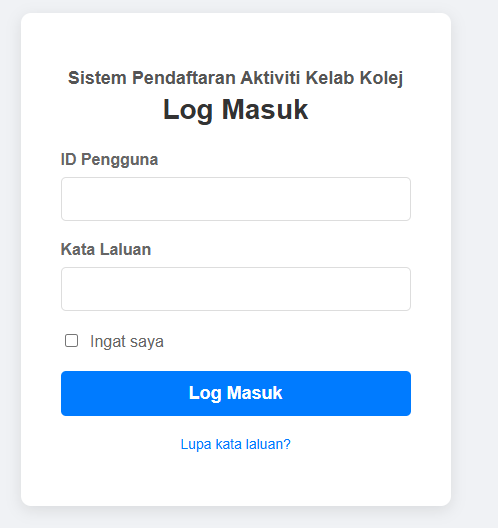 Sistem Pendaftaran Aktiviti Kelab Kolej
Log Masuk
ID Pengguna
Kata Laluan
Ingat saya
Log Masuk
Lupa kata laluan?